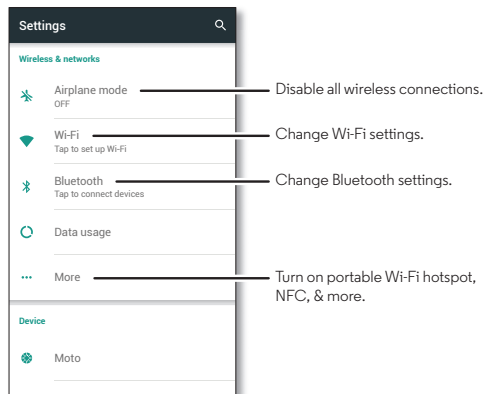 Settings
Wireless & networks
Airplane mode
OFF
Disable all wireless connections.
Wi-Fi
Tap to set up Wi-Fi
Change Wi-Fi settings.
Bluetooth
Tap to connect devices
Change Bluetooth settings.
Data usage
More
Turn on portable Wi-Fi hotspot,
NFC, & more.
Device
Moto